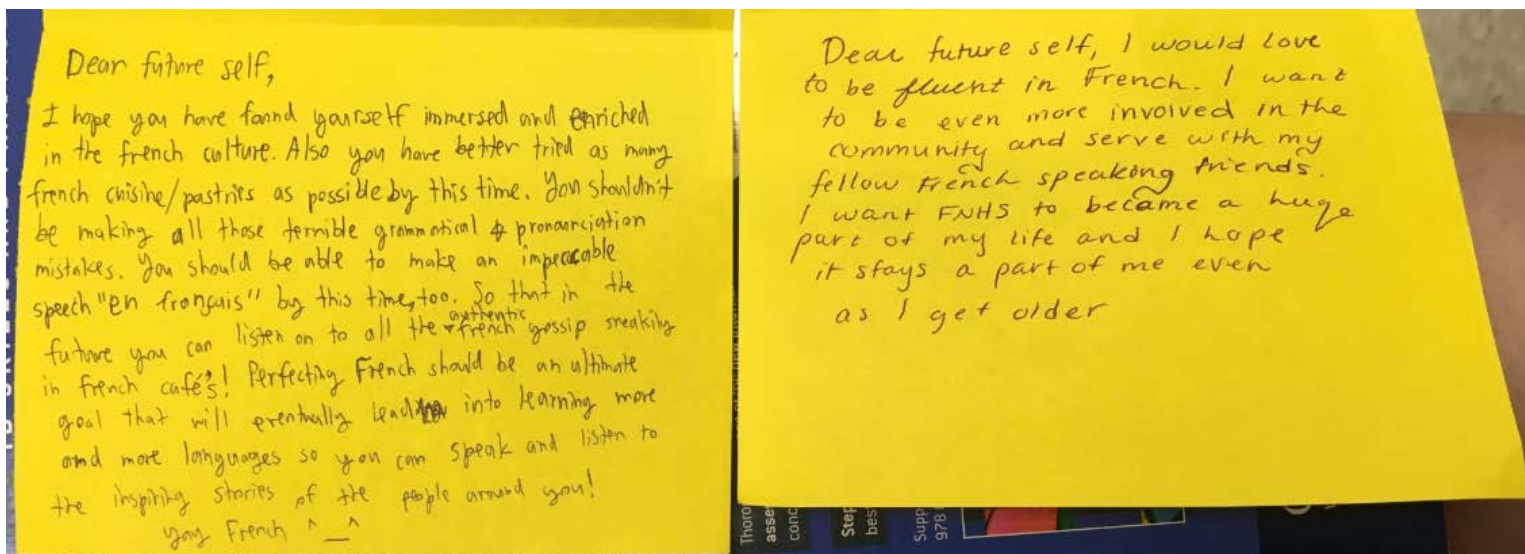 Dear future self,
I hope you have found yourself immersed and enriched
in the french culture. Also you have better tried as many
french cuisine/pastries as possible by this time. You shouldn't
be making all those terrible grammatical & pronunciation
mistakes. You should be able to make an impeccable
speech "en français" by this time, too. So that in the
future you can listen on to all the authentic french gossip sneaking
in french café's! Perfecting French should be an ultimate
goal that will eventually lead into learning more
and more languages so you can speak and listen to
the inspiring stories of the people around you!
yay French ^_^
Dear future self, I would love
to be fluent in French. I want
to be even more involved in the
community and serve with my
fellow French speaking friends.
I want FNHS to became a huge
part of my life and I hope
it stays a part of me even
as I get older
Thoro
asse
conc
Step
bes
Supp
978